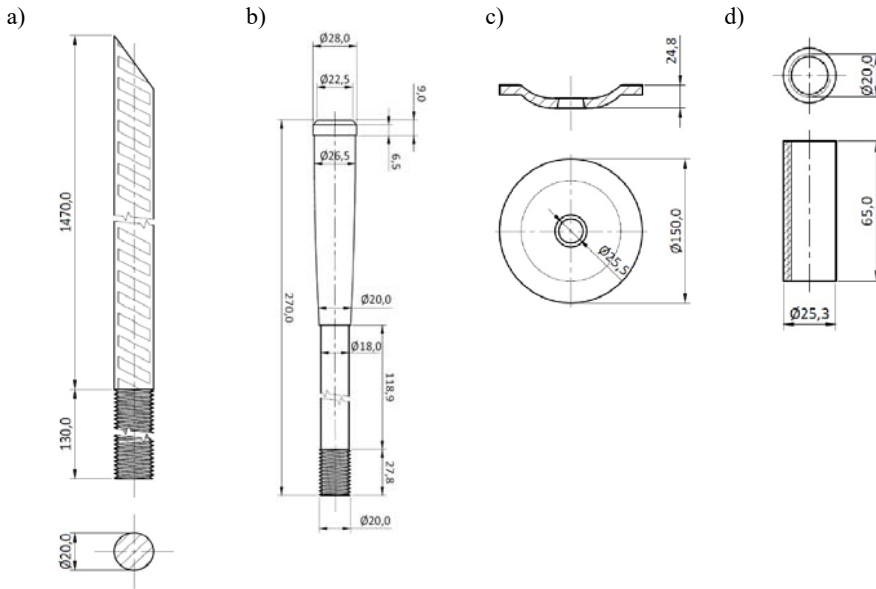 a)
b)
c)
d)
1470,0
130,0
Ø20,0
Ø28,0
Ø22,5
9,0
6,5
Ø26,5
270,0
Ø20,0
Ø18,0
118,9
27,8
Ø20,0
24,8
Ø150,0
Ø25,5
Ø20,0
65,0
Ø25,3